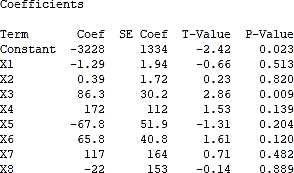 Coefficients
Term Coef SE Coef T-Value P-Value
Constant -3228 1334 -2.42 0.023
X1 -1.29 1.94 -0.66 0.513
X2 0.39 1.72 0.23 0.820
X3 86.3 30.2 2.86 0.009
X4 172 112 1.53 0.139
X5 -67.8 51.9 -1.31 0.204
X6 65.8 40.8 1.61 0.120
X7 117 164 0.71 0.482
X8 -22 153 -0.14 0.889